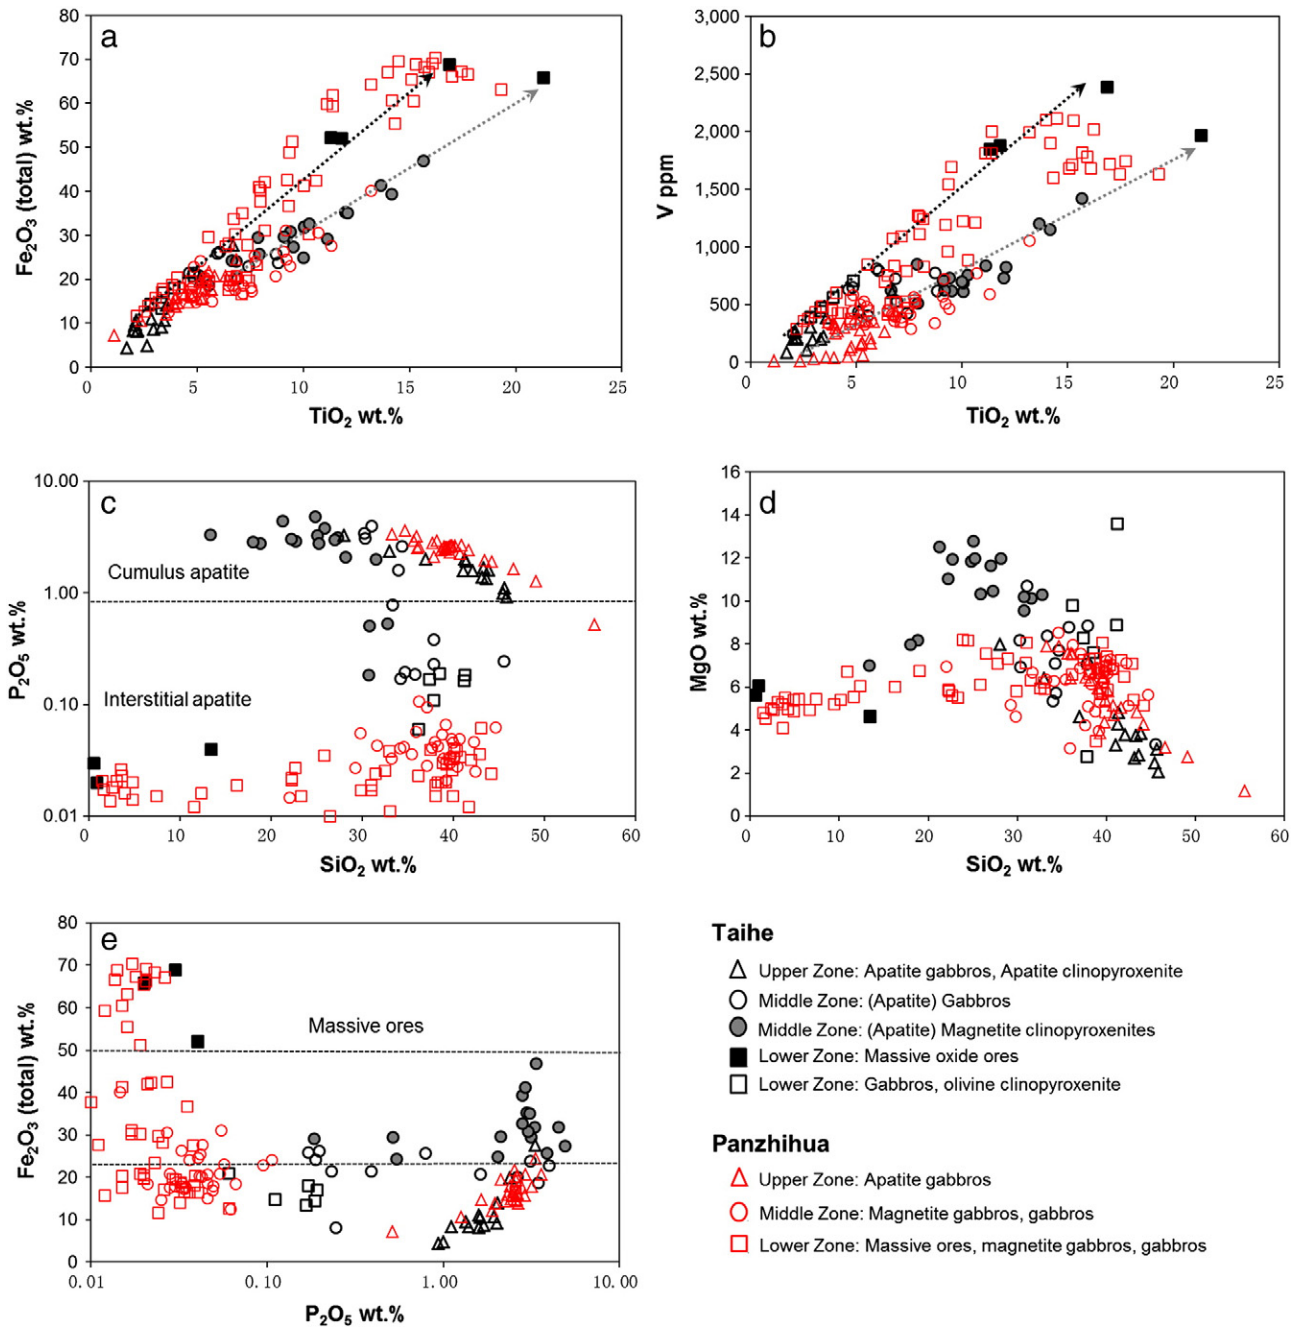 a
Fe₂O₃ (total) wt.%
80
70
60
50
40
30
20
10
0
0 5 10 15 20 25
TiO₂ wt.%
b
V ppm
3,000
2,500
2,000
1,500
1,000
500
0
0 5 10 15 20 25
TiO₂ wt.%
c
P₂O₅ wt.%
10.00
1.00
0.10
0.01
Cumulus apatite
Interstitial apatite
0 10 20 30 40 50 60
SiO₂ wt.%
d
MgO wt.%
16
14
12
10
8
6
4
2
0
0 10 20 30 40 50 60
SiO₂ wt.%
e
Fe₂O₃ (total) wt.%
80
70
60
50
40
30
20
10
0
Massive ores
0.01 0.10 1.00 10.00
P₂O₅ wt.%
Taihe
Upper Zone: Apatite gabbros, Apatite clinopyroxenite
Middle Zone: (Apatite) Gabbros
Middle Zone: (Apatite) Magnetite clinopyroxenites
Lower Zone: Massive oxide ores
Lower Zone: Gabbros, olivine clinopyroxenite
Panzhihua
Upper Zone: Apatite gabbros
Middle Zone: Magnetite gabbros, gabbros
Lower Zone: Massive ores, magnetite gabbros, gabbros